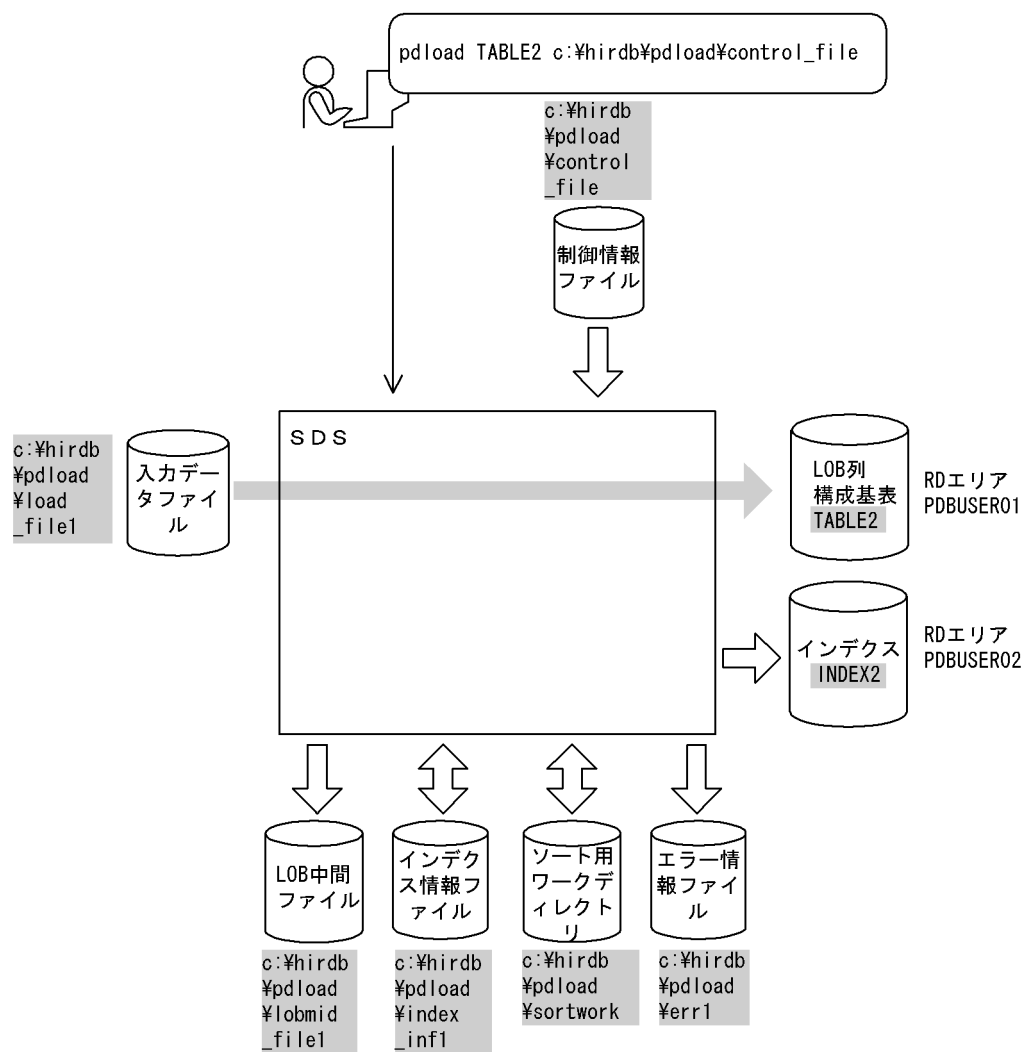 pdload TABLE2 c:¥hirdb¥pdload¥control_file
c:¥hirdb
¥pdload
¥control
_file
制御情報
ファイル
SDS
c:¥hirdb
¥pdload
¥load
_file1
入力デー
タファイ
ル
LOB列
構成基表
TABLE2
RDエリア
PDBUSER01
インデクス
INDEX2
RDエリア
PDBUSER02
LOB中間
ファイル
c:¥hirdb
¥pdload
¥lobmid
_file1
インデク
ス情報フ
ァイル
c:¥hirdb
¥pdload
¥index
_inf1
ソート用
ワークデ
ィレクト
リ
c:¥hirdb
¥pdload
¥sortwork
エラー情
報ファイ
ル
c:¥hirdb
¥pdload
¥err1